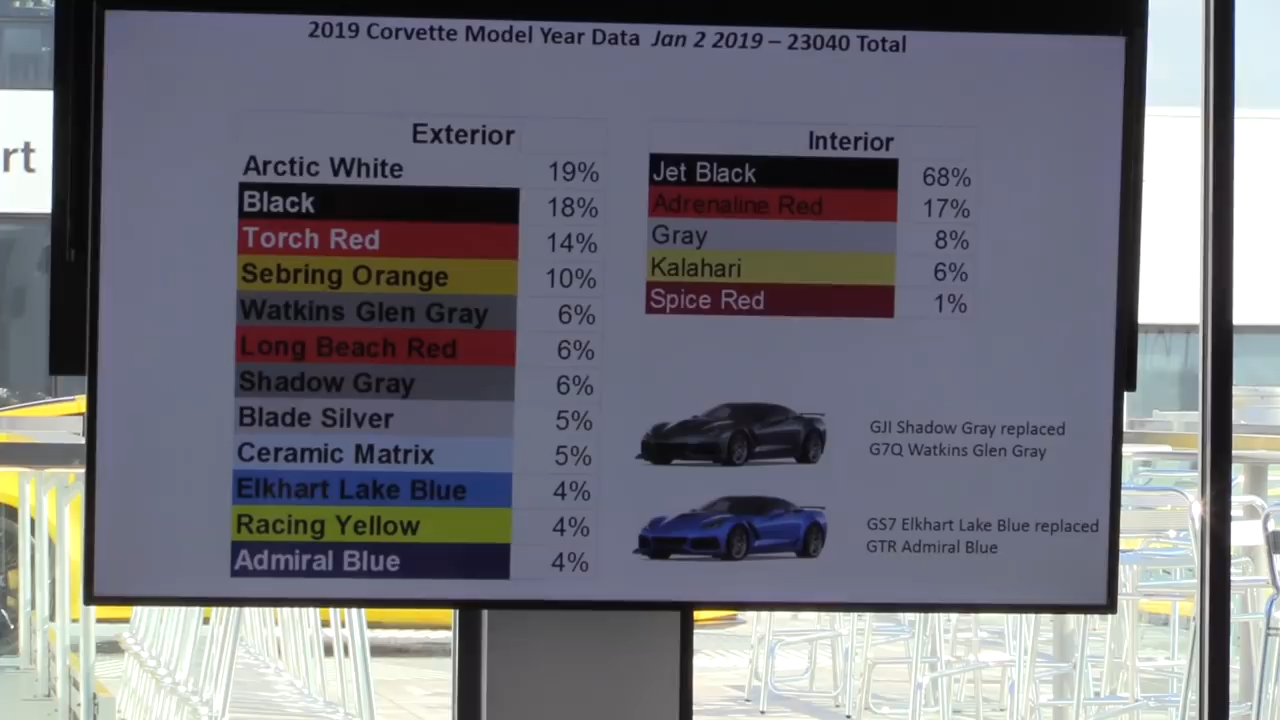 2019 Corvette Model Year Data Jan 2 2019 – 23040 Total
rt
Exterior
Arctic White 19%
Black 18%
Torch Red 14%
Sebring Orange 10%
Watkins Glen Gray 6%
Long Beach Red 6%
Shadow Gray 6%
Blade Silver 5%
Ceramic Matrix 5%
Elkhart Lake Blue 4%
Racing Yellow 4%
Admiral Blue 4%
Interior
Jet Black 68%
Adrenaline Red 17%
Gray 8%
Kalahari 6%
Spice Red 1%
GJI Shadow Gray replaced
G7Q Watkins Glen Gray
GS7 Elkhart Lake Blue replaced
GTR Admiral Blue